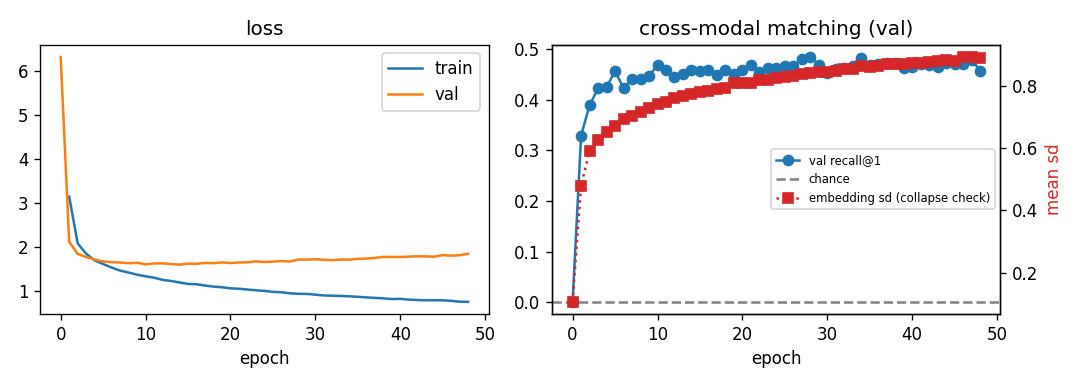 loss
train
val
6
5
4
3
2
1
0
10
20
30
40
50
epoch
cross-modal matching (val)
val recall@1
chance
embedding sd (collapse check)
0.5
0.4
0.3
0.2
0.1
0.0
0
10
20
30
40
50
epoch
0.8
0.6
0.4
0.2
mean sd